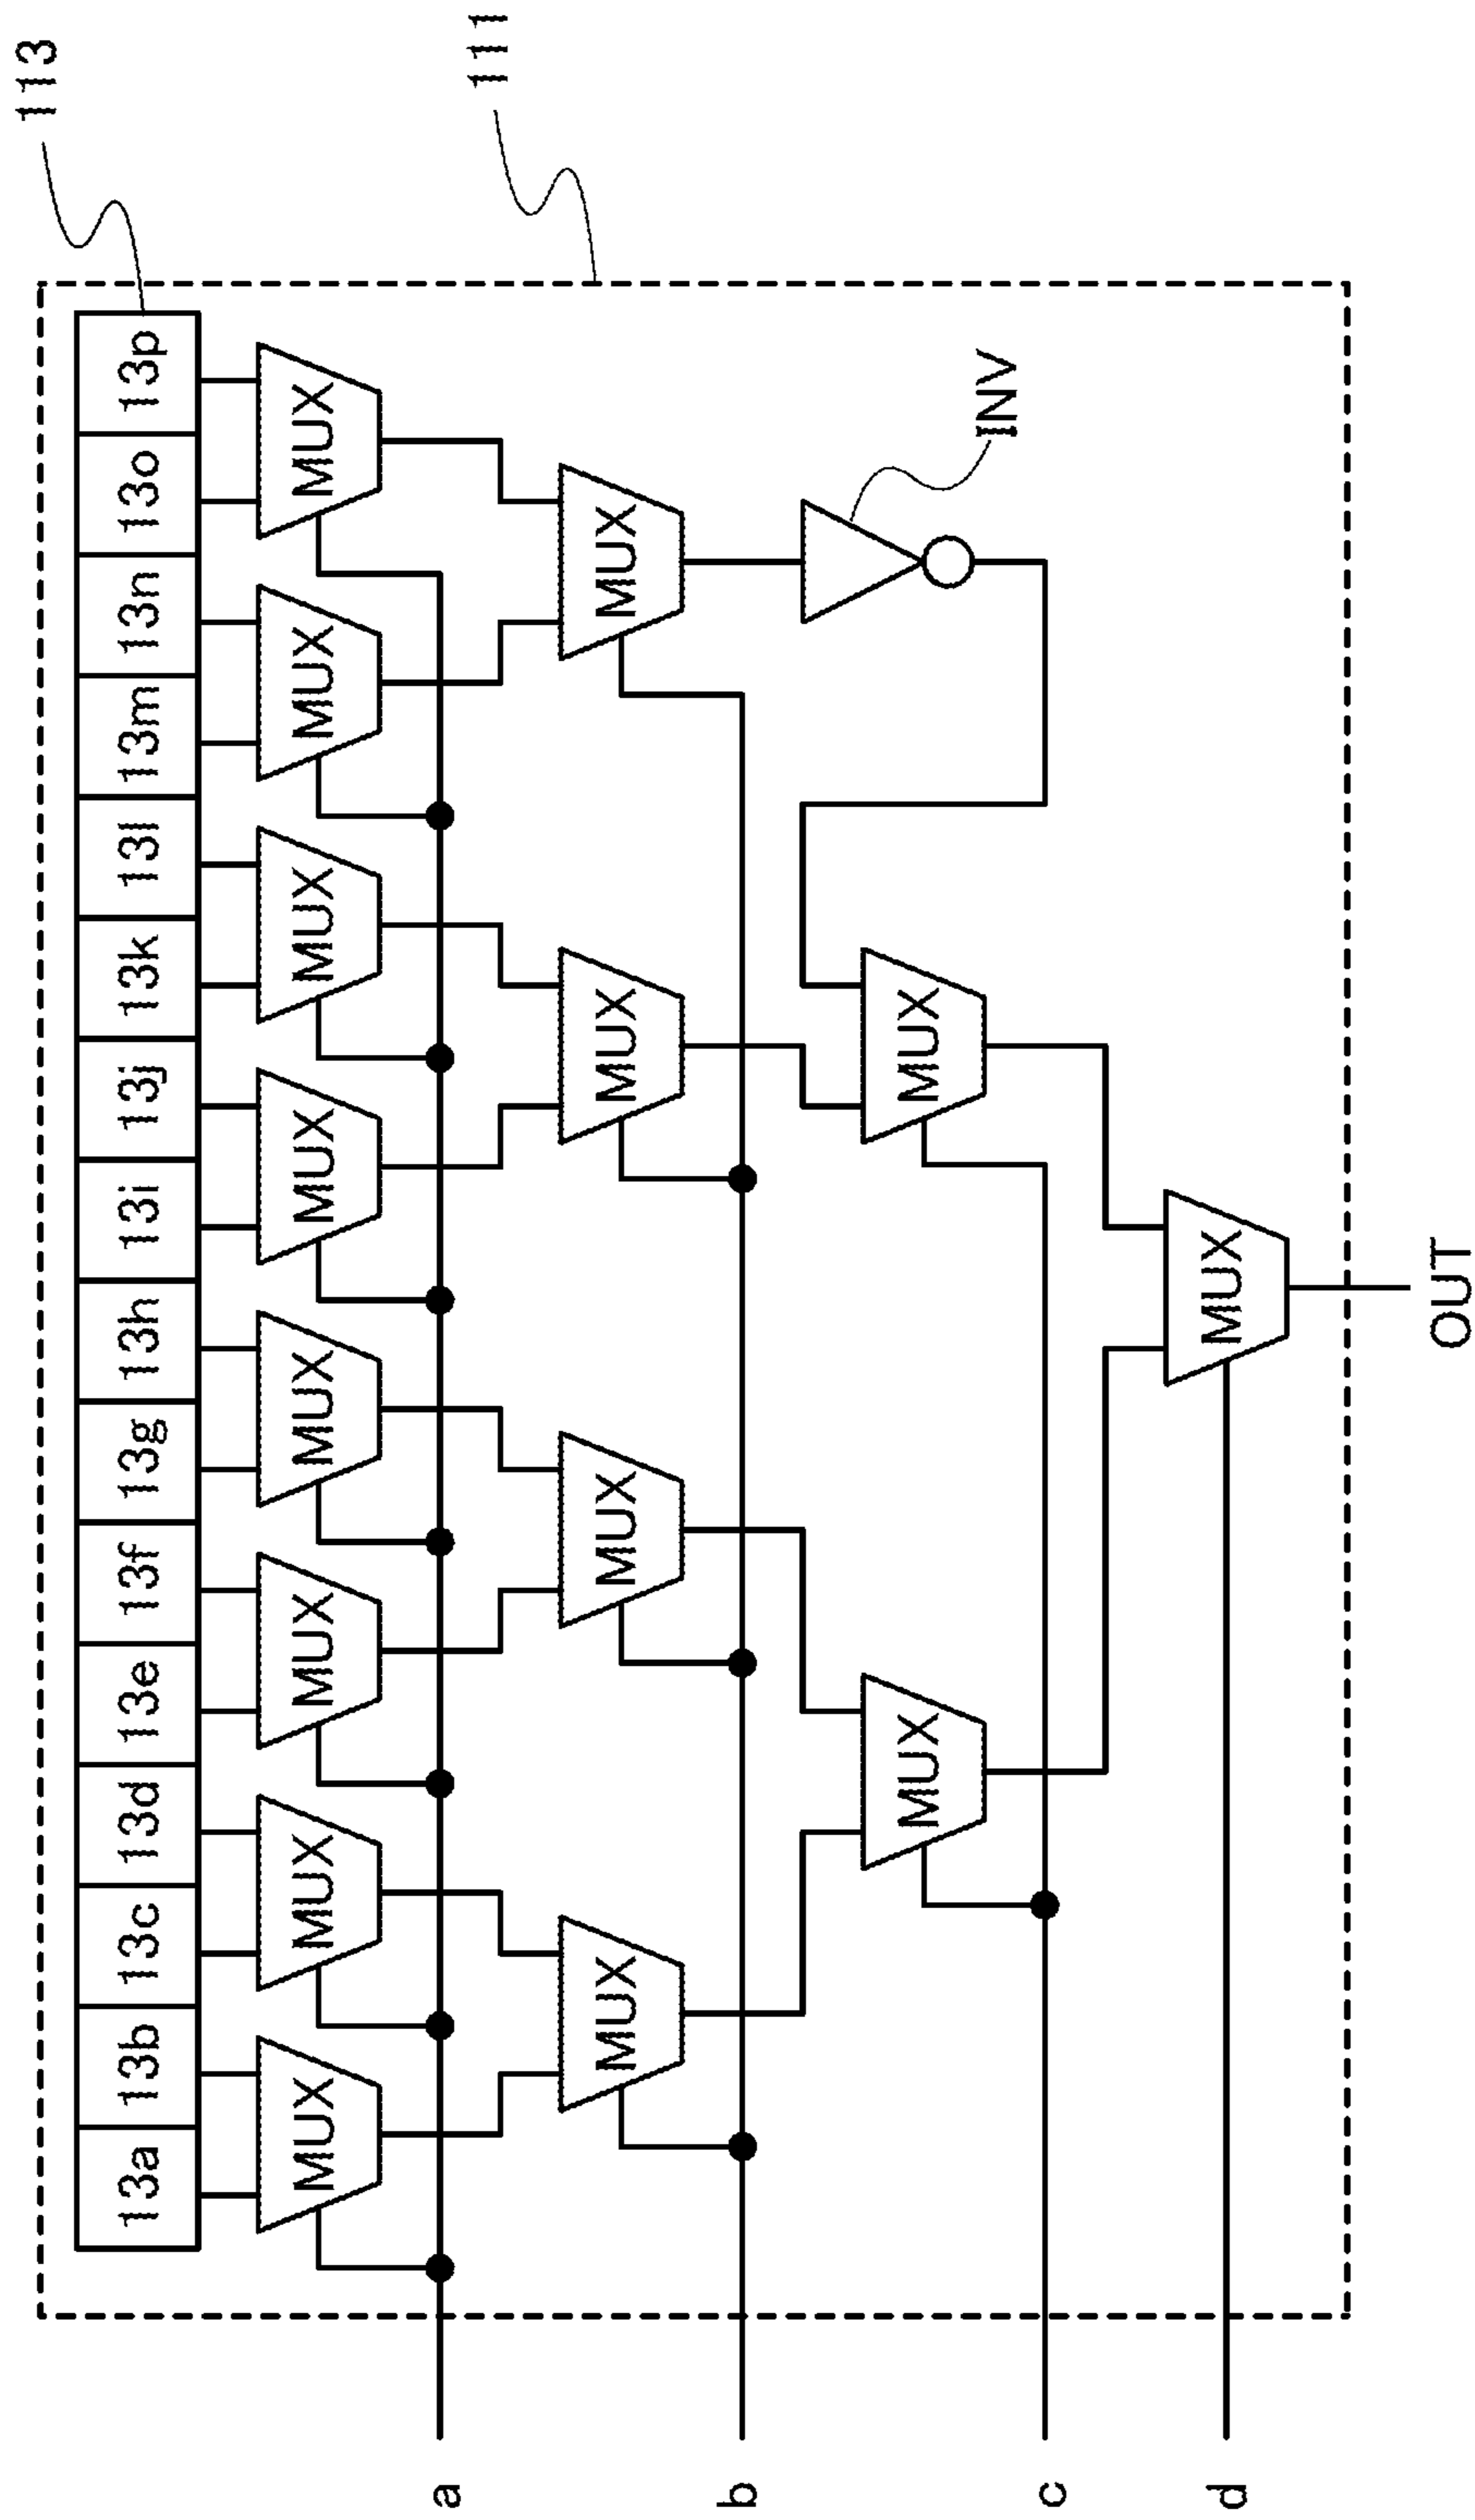 113
111
13a 13b 13c 13d 13e 13f 13g 13h 13i 13j 13k 13l 13m 13n 13o 13p
MUX MUX MUX MUX MUX MUX MUX MUX
a
MUX MUX MUX MUX
b
INV
MUX MUX
c
MUX
d
OUT